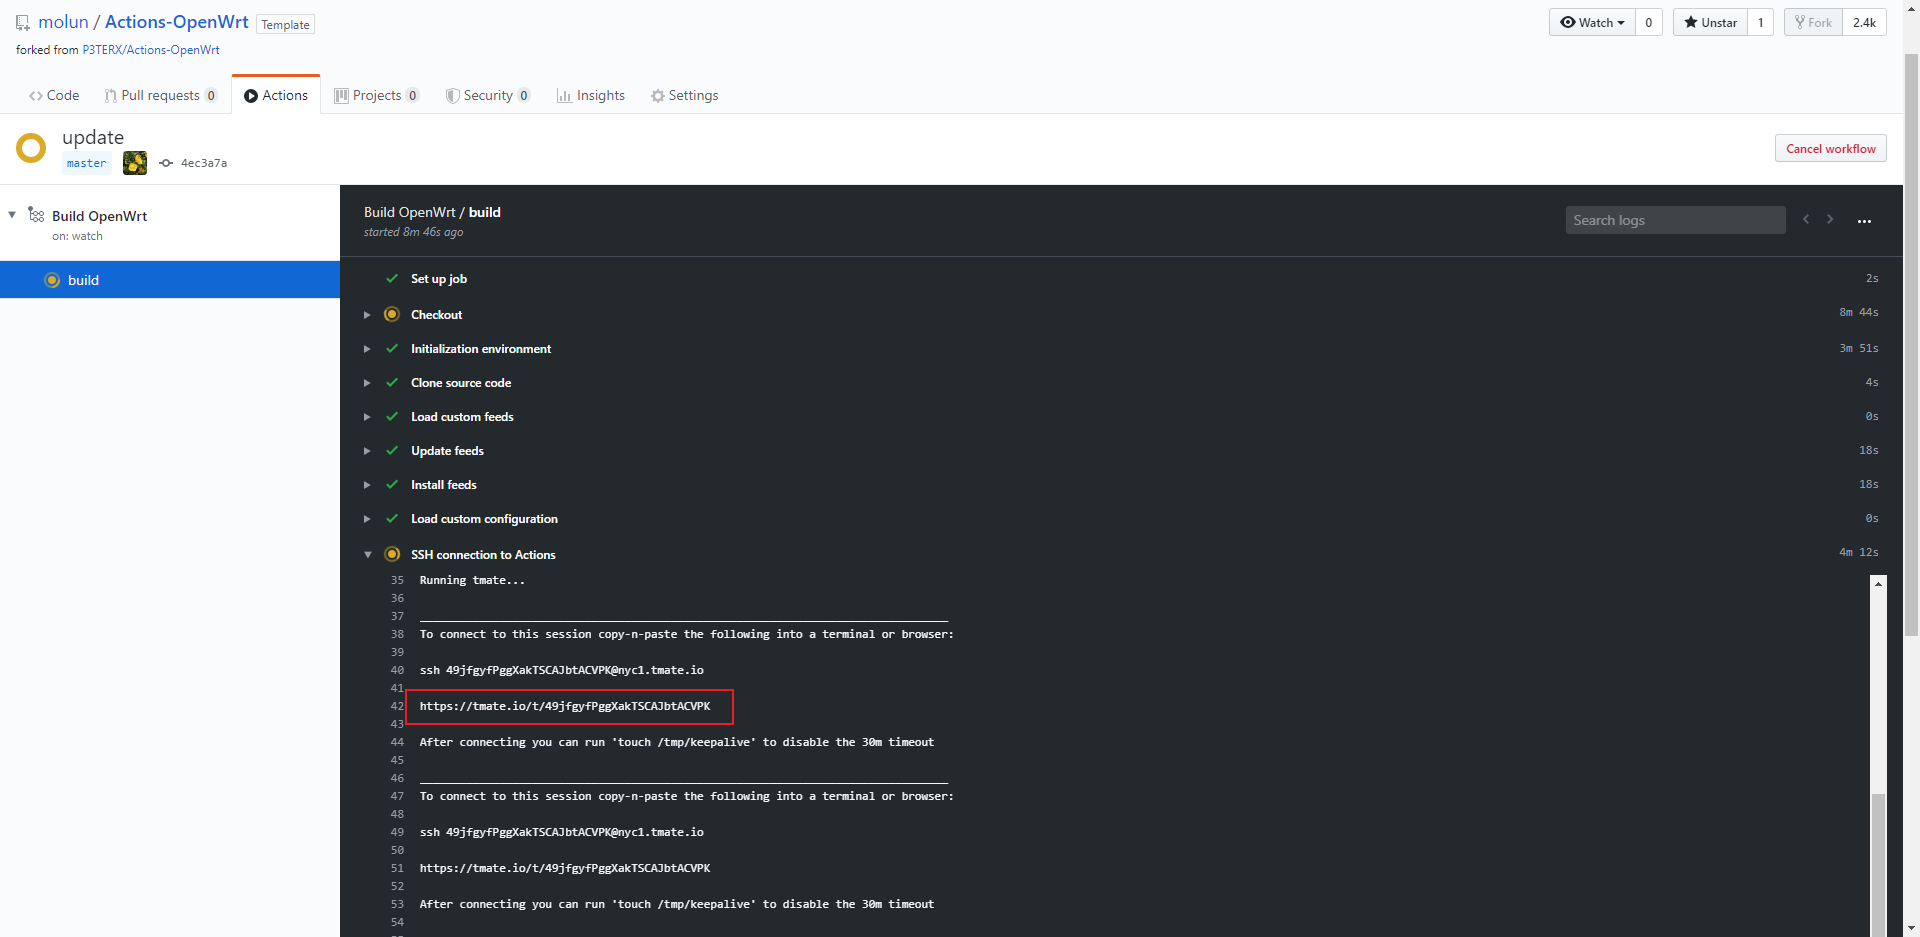 molun / Actions-OpenWrt Template
Watch 0 Unstar 1 Fork 2.4k
forked from P3TERX/Actions-OpenWrt
Code Pull requests 0 Actions Projects 0 Security 0 Insights Settings
update
master 4ec3a7a
Cancel workflow
Build OpenWrt
on: watch
build
Build OpenWrt / build
started 8m 46s ago
Search logs
Set up job 2s
Checkout 8m 44s
Initialization environment 3m 51s
Clone source code 4s
Load custom feeds 0s
Update feeds 18s
Install feeds 18s
Load custom configuration 0s
SSH connection to Actions 4m 12s
35 Running tmate...
36
37 ________________________________________________________________________________
38 To connect to this session copy-n-paste the following into a terminal or browser:
39
40 ssh 49jfgyfPggXakTSCAJbtACVPK@nyc1.tmate.io
41
42 https://tmate.io/t/49jfgyfPggXakTSCAJbtACVPK
43
44 After connecting you can run 'touch /tmp/keepalive' to disable the 30m timeout
45
46 ________________________________________________________________________________
47 To connect to this session copy-n-paste the following into a terminal or browser:
48
49 ssh 49jfgyfPggXakTSCAJbtACVPK@nyc1.tmate.io
50
51 https://tmate.io/t/49jfgyfPggXakTSCAJbtACVPK
52
53 After connecting you can run 'touch /tmp/keepalive' to disable the 30m timeout
54